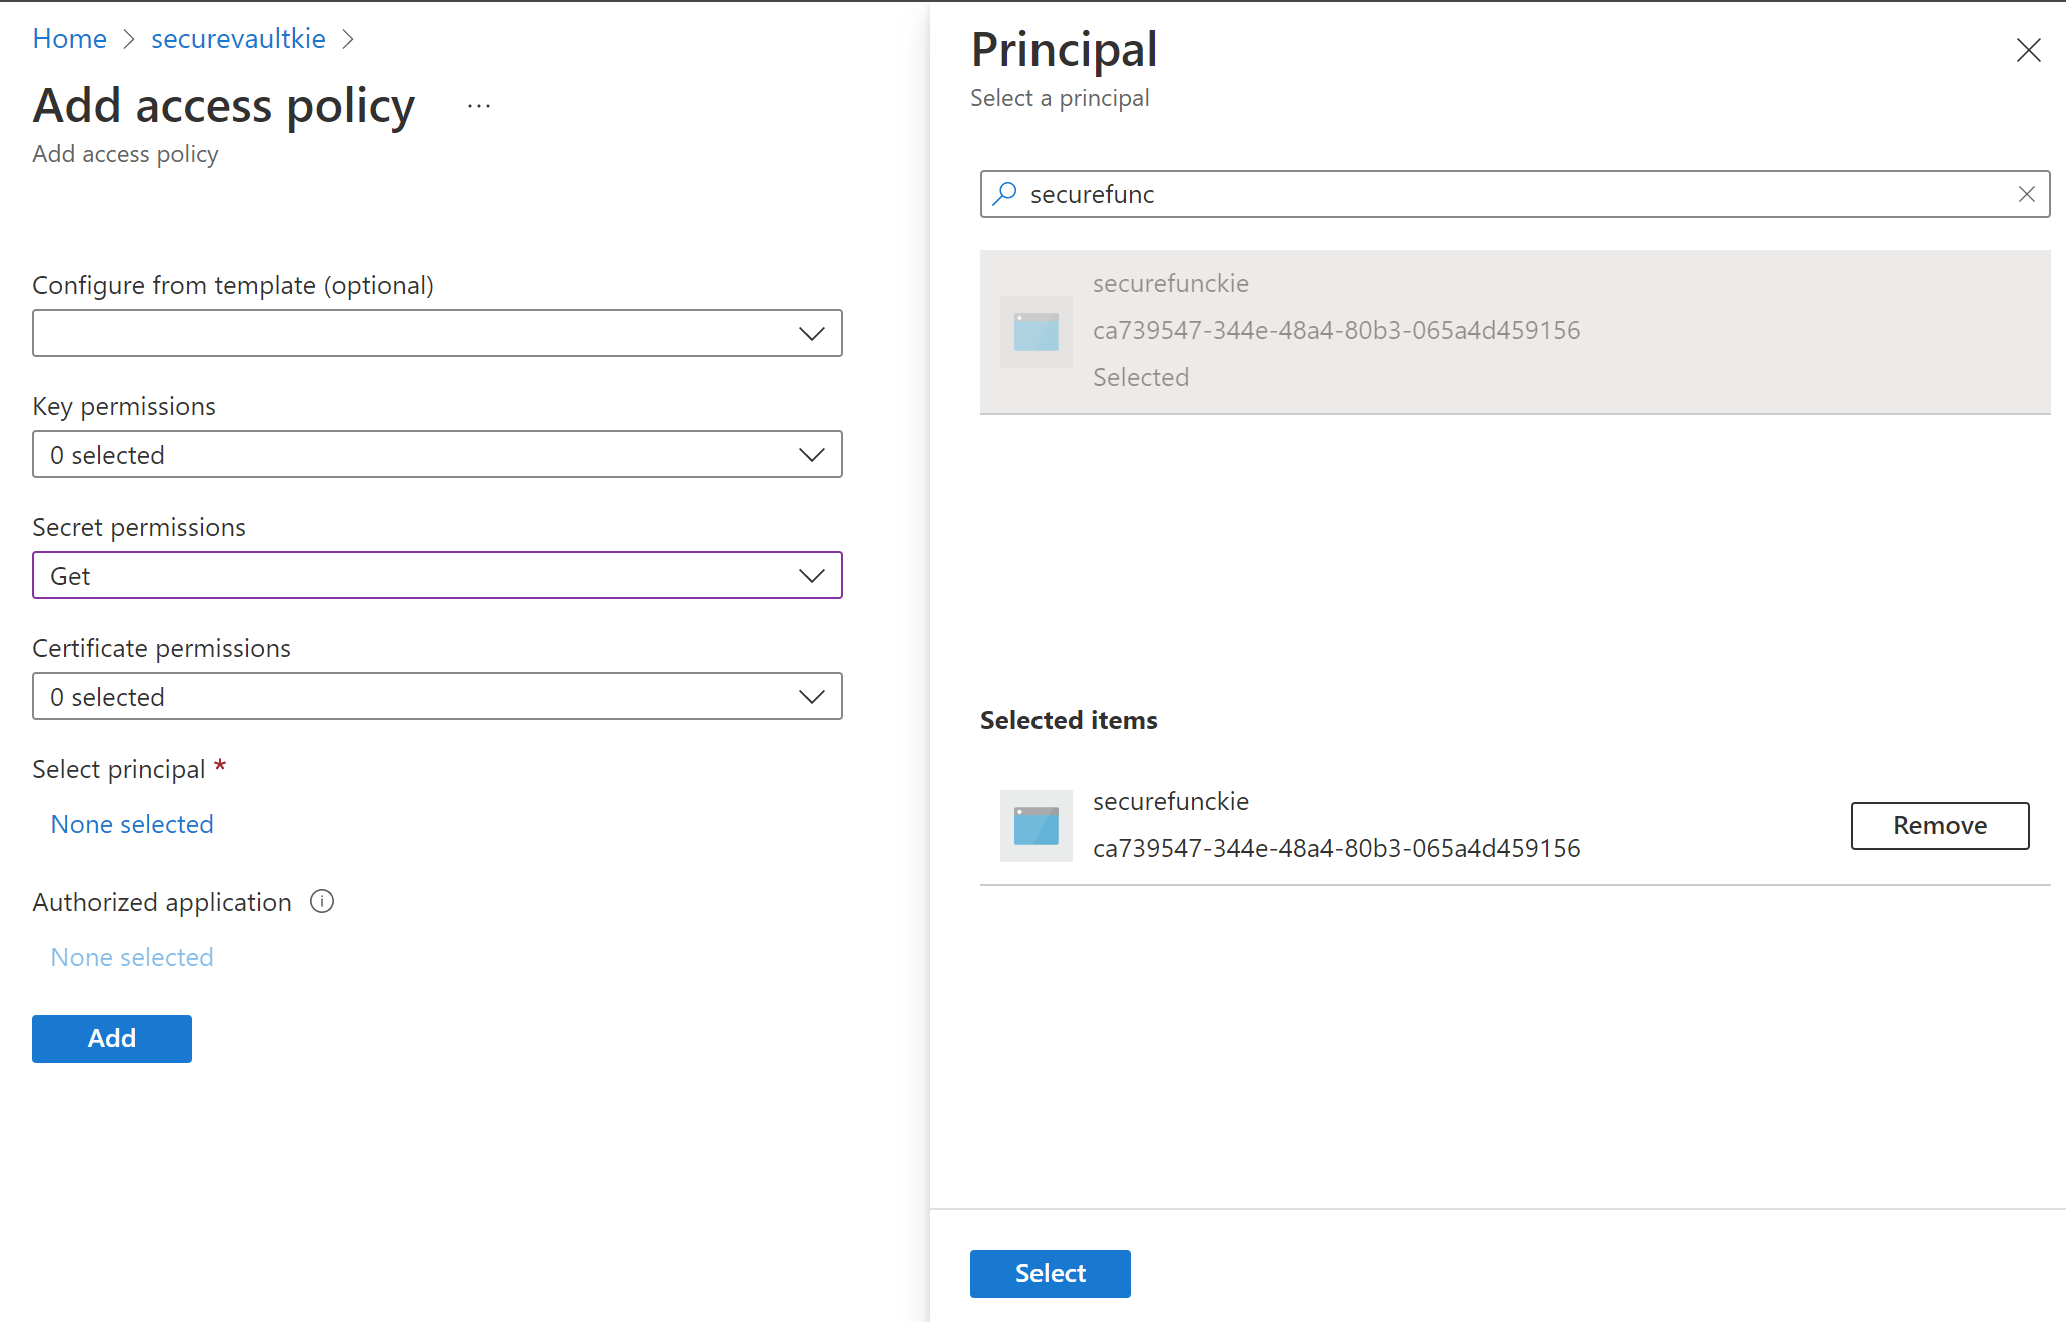 Home > securevaultkie >
Add access policy ...
Add access policy
Configure from template (optional)
Key permissions
0 selected
Secret permissions
Get
Certificate permissions
0 selected
Select principal *
None selected
Authorized application
None selected
Add
Principal
Select a principal
securefunc
securefunckie
ca739547-344e-48a4-80b3-065a4d459156
Selected
Selected items
securefunckie
ca739547-344e-48a4-80b3-065a4d459156
Remove
Select